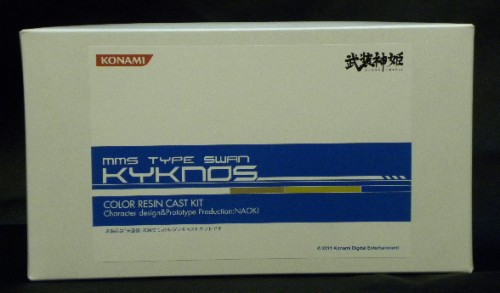 KONAMI
武装神姫
MMS TYPE SWAN
KYKNOS
COLOR RESIN CAST KIT
Character design&Prototype Production:NAOKI
©2011 Konami Digital Entertainment